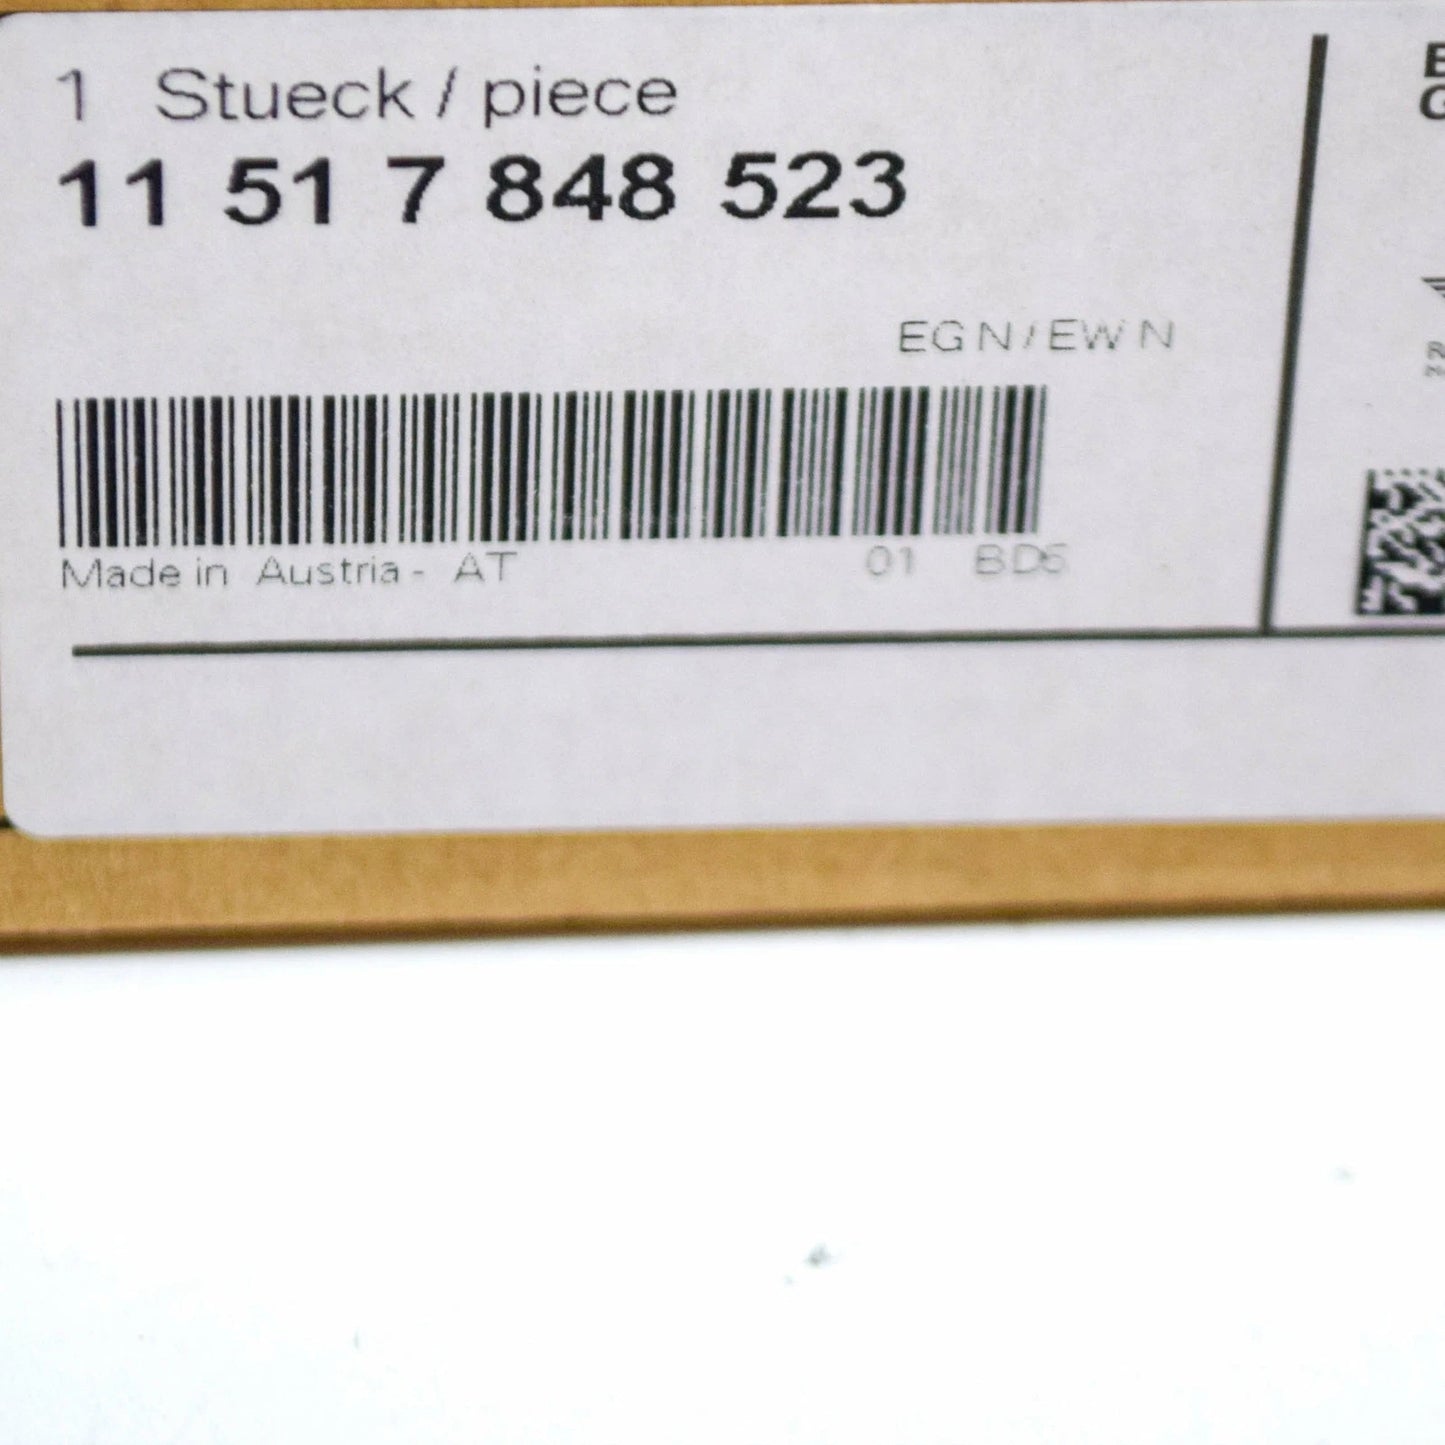 1 Stueck / piece
11 51 7 848 523
EGN/EWN
Made in Austria - AT
01 BD6